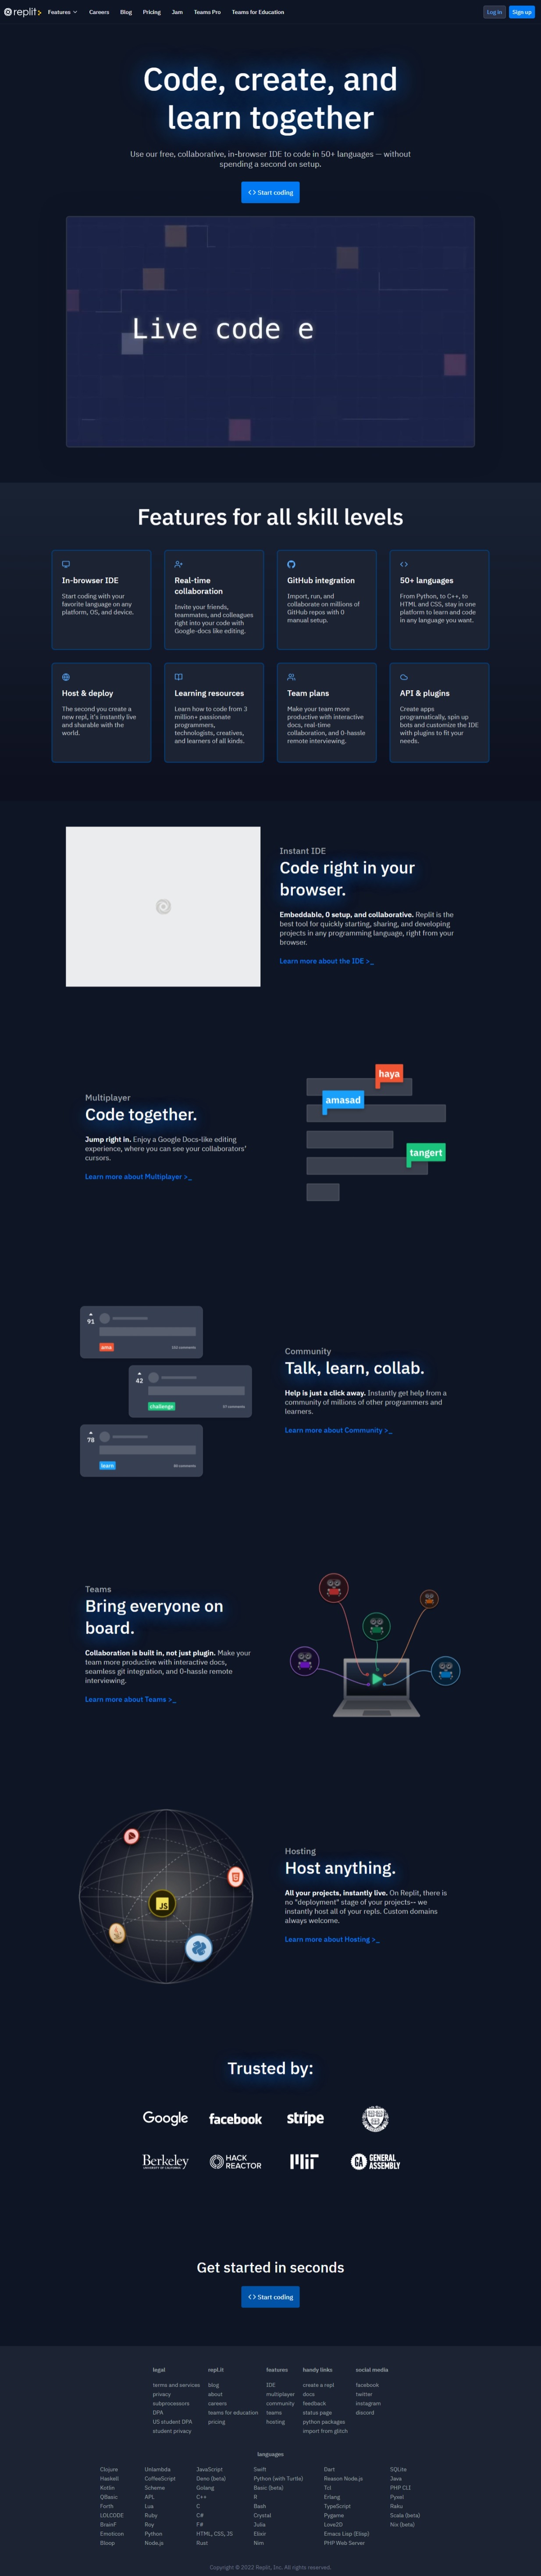 replit
Features
Careers
Blog
Pricing
Jam
Teams Pro
Teams for Education
Log in
Sign up
Code, create, and
learn together
Use our free, collaborative, in-browser IDE to code in 50+ languages — without
spending a second on setup.
Start coding
Live code e
Features for all skill levels
In-browser IDE
Start coding with your
favorite language on any
platform, OS, and device.
Real-time
collaboration
Invite your friends,
teammates, and colleagues
right into your code with
Google-docs like editing.
GitHub integration
Import, run, and
collaborate on millions of
GitHub repos with 0
manual setup.
50+ languages
From Python, to C++, to
HTML and CSS, stay in one
platform to learn and code
in any language you want.
Host & deploy
The second you create a
new repl, it's instantly live
and sharable with the
world.
Learning resources
Learn how to code from 3
million+ passionate
programmers,
technologists, creatives,
and learners of all kinds.
Team plans
Make your team more
productive with interactive
docs, real-time
collaboration, and 0-hassle
remote interviewing.
API & plugins
Create apps
programatically, spin up
bots and customize the IDE
with plugins to fit your
needs.
Instant IDE
Code right in your
browser.
Embeddable, 0 setup, and collaborative. Replit is the
best tool for quickly starting, sharing, and developing
projects in any programming language, right from your
browser.
Learn more about the IDE >_
Multiplayer
Code together.
Jump right in. Enjoy a Google Docs-like editing
experience, where you can see your collaborators'
cursors.
Learn more about Multiplayer >_
haya
amasad
tangert
91
ama
42
challenge
78
learn
Community
Talk, learn, collab.
Help is just a click away. Instantly get help from a
community of millions of other programmers and
learners.
Learn more about Community >_
Teams
Bring everyone on
board.
Collaboration is built in, not just plugin. Make your
team more productive with interactive docs,
seamless git integration, and 0-hassle remote
interviewing.
Learn more about Teams >_
JS
Hosting
Host anything.
All your projects, instantly live. On Replit, there is
no "deployment" stage of your projects-- we
instantly host all of your repls. Custom domains
always welcome.
Learn more about Hosting >_
Trusted by:
Google
facebook
stripe
Berkeley
UNIVERSITY OF CALIFORNIA
HACK
REACTOR
MIT
GA GENERAL
ASSEMBLY
Get started in seconds
Start coding
legal
terms and services
privacy
subprocessors
DPA
US student DPA
student privacy
repl.it
blog
about
careers
teams for education
pricing
features
IDE
multiplayer
community
teams
hosting
handy links
create a repl
docs
feedback
status page
python packages
import from glitch
social media
facebook
twitter
instagram
discord
languages
Clojure
Haskell
Kotlin
QBasic
Forth
LOLCODE
BrainF
Emoticon
Bloop
Unlambda
CoffeeScript
Scheme
APL
Lua
Ruby
Roy
Python
Node.js
JavaScript
Deno (beta)
Golang
C++
C
C#
F#
HTML, CSS, JS
Rust
Swift
Python (with Turtle)
Basic (beta)
R
Bash
Crystal
Julia
Elixir
Nim
Dart
Reason Node.js
Tcl
Erlang
TypeScript
Pygame
Love2D
Emacs Lisp (Elisp)
PHP Web Server
SQLite
Java
PHP CLI
Pyxel
Raku
Scala (beta)
Nix (beta)
Copyright © 2022 Replit, Inc. All rights reserved.